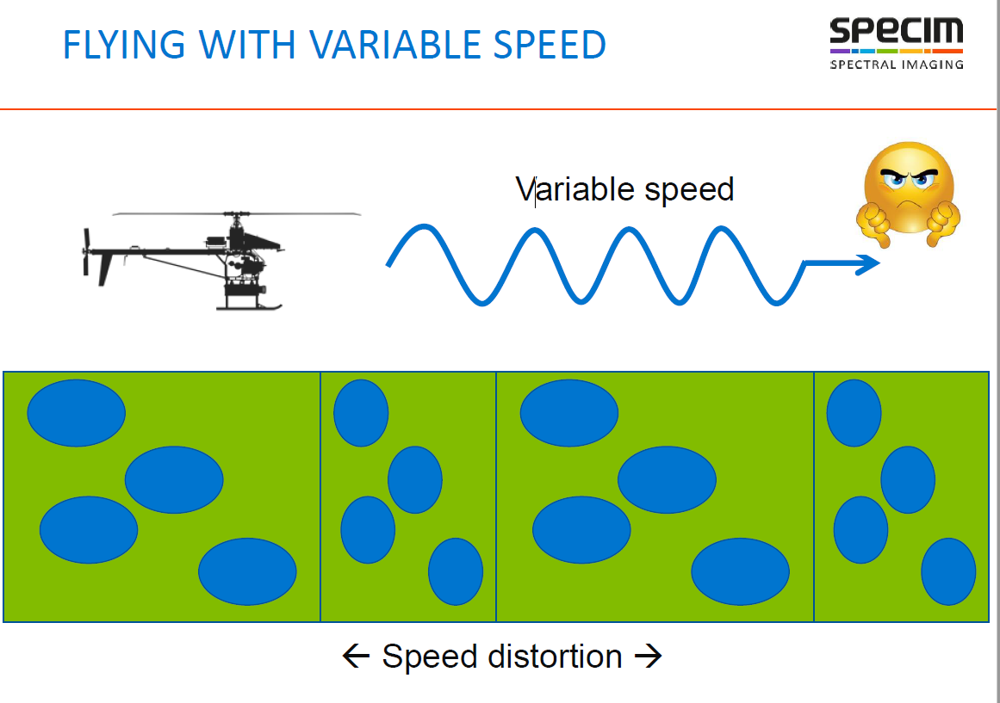 FLYING WITH VARIABLE SPEED
SPECIM
SPECTRAL IMAGING
Variable speed
← Speed distortion →